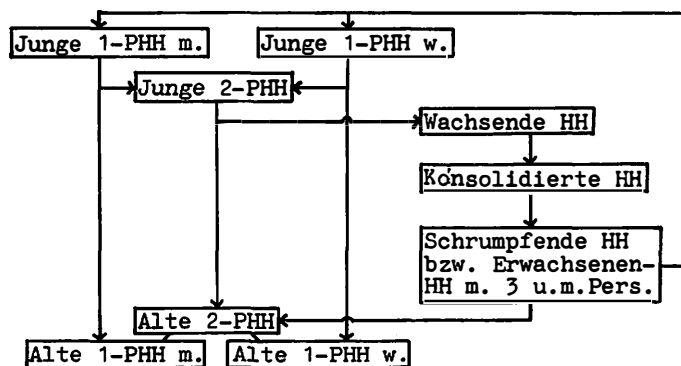 Junge 1-PHH m.
Junge 1-PHH w.
Junge 2-PHH
Wachsende HH
Konsolidierte HH
Schrumpfende HH
bzw. Erwachsenen-
HH m. 3 u.m.Pers.
Alte 2-PHH
Alte 1-PHH m.
Alte 1-PHH w.